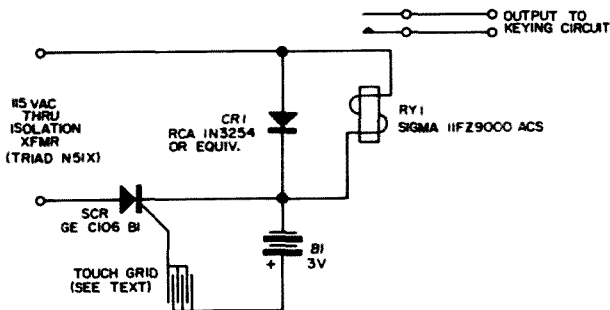 OUTPUT TO
KEYING CIRCUIT
115 VAC
THRU
ISOLATION
XFMR
(TRIAD N51X)
CR1
RCA 1N3254
OR EQUIV.
RY1
SIGMA 11FZ9000 ACS
SCR
GE C106 B1
B1
3V
+
TOUCH GRID
(SEE TEXT)